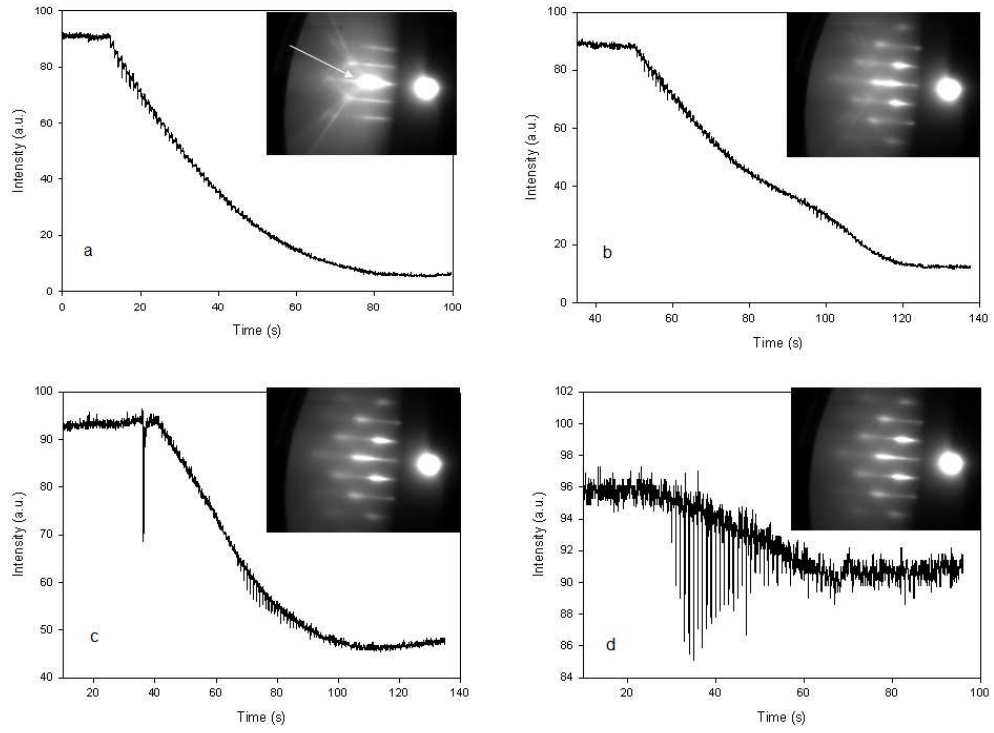 100
80
60
40
20
0
Intensity (a.u.)
a
0 20 40 60 80 100
Time (s)
100
80
60
40
20
0
Intensity (a.u.)
b
40 60 80 100 120 140
Time (s)
100
90
80
70
60
50
40
Intensity (a.u.)
c
20 40 60 80 100 120 140
Time (s)
102
100
98
96
94
92
90
88
86
84
Intensity (a.u.)
d
20 40 60 80 100
Time (s)